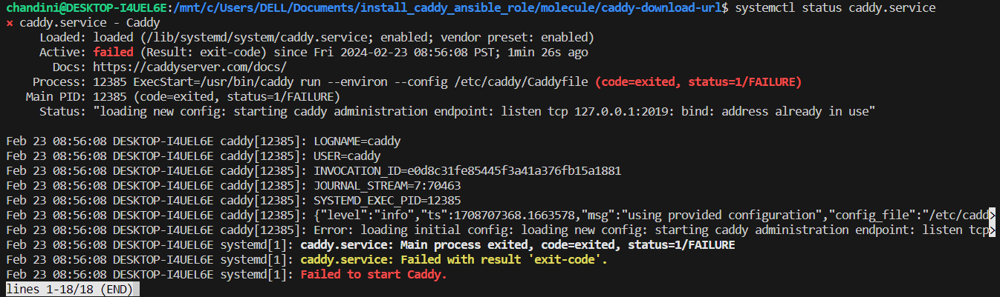 chandini@DESKTOP-I4UEL6E:/mnt/c/Users/DELL/Documents/install_caddy_ansible_role/molecule/caddy-download-url$ systemctl status caddy.service
× caddy.service - Caddy
Loaded: loaded (/lib/systemd/system/caddy.service; enabled; vendor preset: enabled)
Active: failed (Result: exit-code) since Fri 2024-02-23 08:56:08 PST; 1min 26s ago
Docs: https://caddyserver.com/docs/
Process: 12385 ExecStart=/usr/bin/caddy run --environ --config /etc/caddy/Caddyfile (code=exited, status=1/FAILURE)
Main PID: 12385 (code=exited, status=1/FAILURE)
Status: "loading new config: starting caddy administration endpoint: listen tcp 127.0.0.1:2019: bind: address already in use"
Feb 23 08:56:08 DESKTOP-I4UEL6E caddy[12385]: LOGNAME=caddy
Feb 23 08:56:08 DESKTOP-I4UEL6E caddy[12385]: USER=caddy
Feb 23 08:56:08 DESKTOP-I4UEL6E caddy[12385]: INVOCATION_ID=e0d8c31fe85445f3a41a376fb15a1881
Feb 23 08:56:08 DESKTOP-I4UEL6E caddy[12385]: JOURNAL_STREAM=7:70463
Feb 23 08:56:08 DESKTOP-I4UEL6E caddy[12385]: SYSTEMD_EXEC_PID=12385
Feb 23 08:56:08 DESKTOP-I4UEL6E caddy[12385]: {"level":"info","ts":1708707368.1663578,"msg":"using provided configuration","config_file":"/etc/cadd>
Feb 23 08:56:08 DESKTOP-I4UEL6E caddy[12385]: Error: loading initial config: loading new config: starting caddy administration endpoint: listen tcp>
Feb 23 08:56:08 DESKTOP-I4UEL6E systemd[1]: caddy.service: Main process exited, code=exited, status=1/FAILURE
Feb 23 08:56:08 DESKTOP-I4UEL6E systemd[1]: caddy.service: Failed with result 'exit-code'.
Feb 23 08:56:08 DESKTOP-I4UEL6E systemd[1]: Failed to start Caddy.
lines 1-18/18 (END)